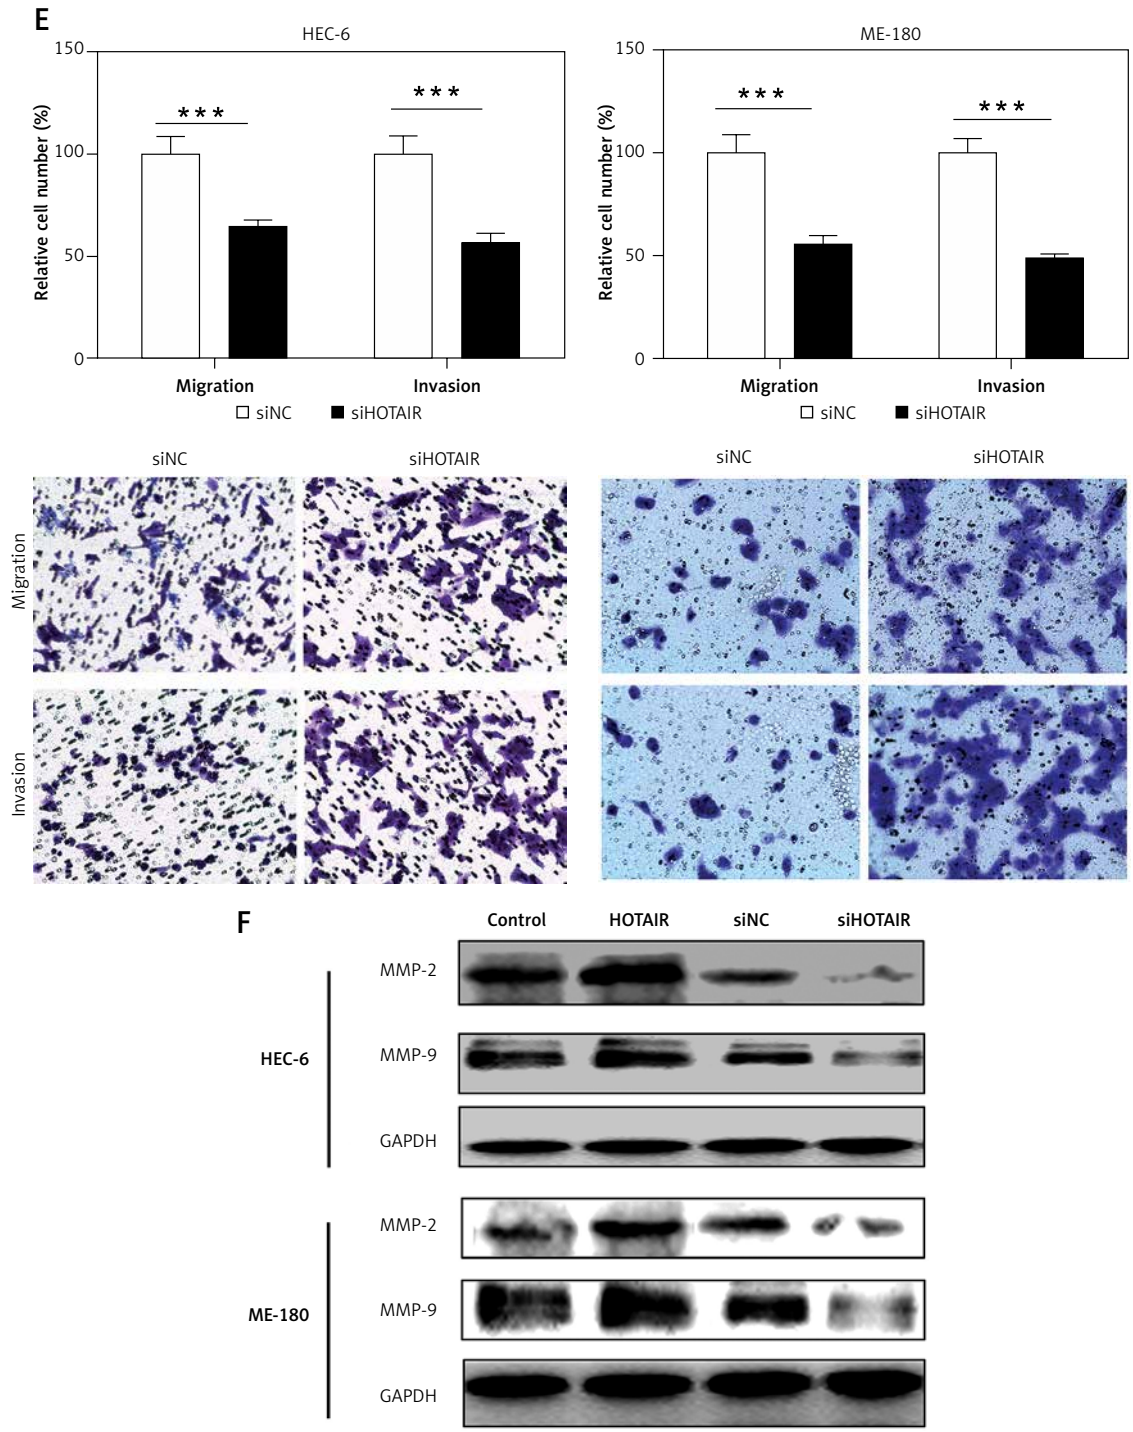 E
HEC-6
150
100
50
0
Relative cell number (%)
***
***
Migration
Invasion
siNC
siHOTAIR
ME-180
150
100
50
0
Relative cell number (%)
***
***
Migration
Invasion
siNC
siHOTAIR
siNC
siHOTAIR
siNC
siHOTAIR
Migration
Invasion
F
Control
HOTAIR
siNC
siHOTAIR
HEC-6
MMP-2
MMP-9
GAPDH
ME-180
MMP-2
MMP-9
GAPDH